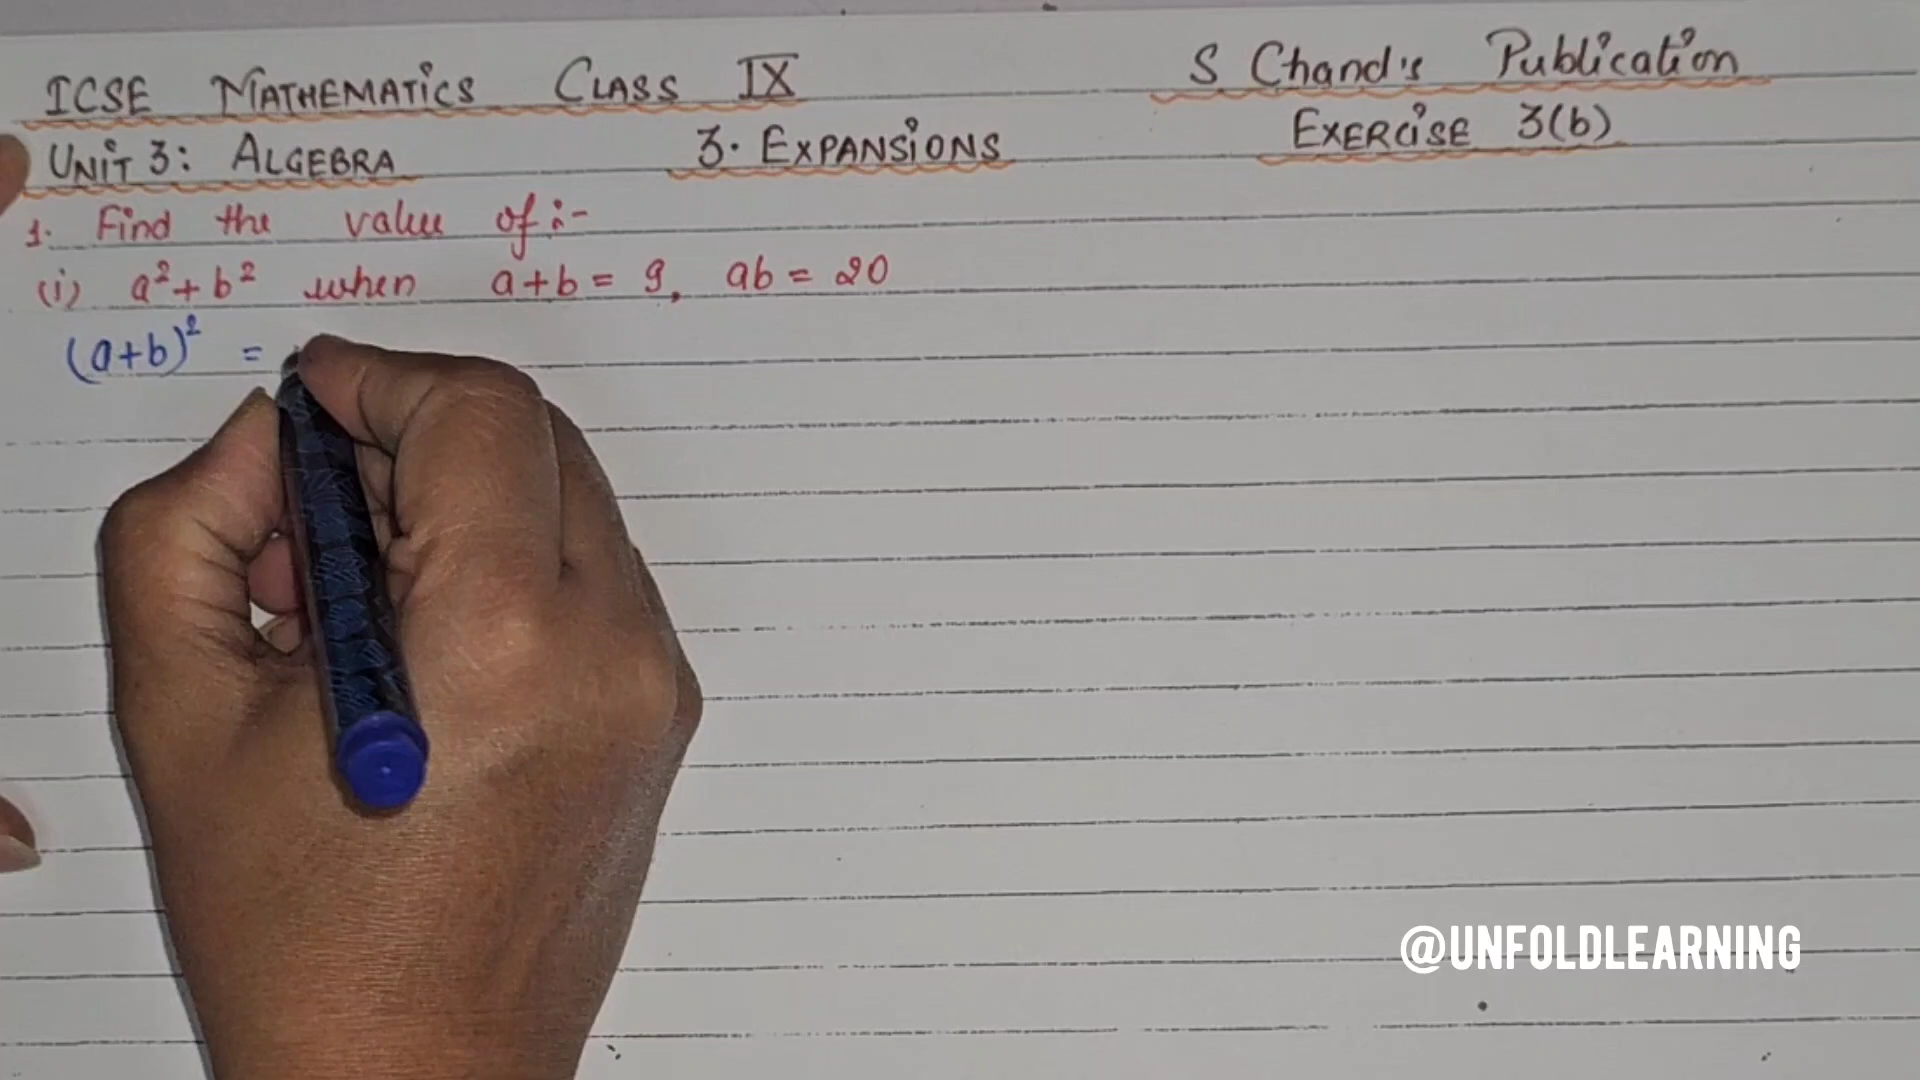 ICSE MATHEMATICS CLASS IX S Chand's Publication
UNIT 3: ALGEBRA 3. EXPANSIONS EXERCISE 3(b)
1. Find the value of :-
(i) a² + b² when a+b = 9, ab = 20
(a+b)² =
@UNFOLDLEARNING